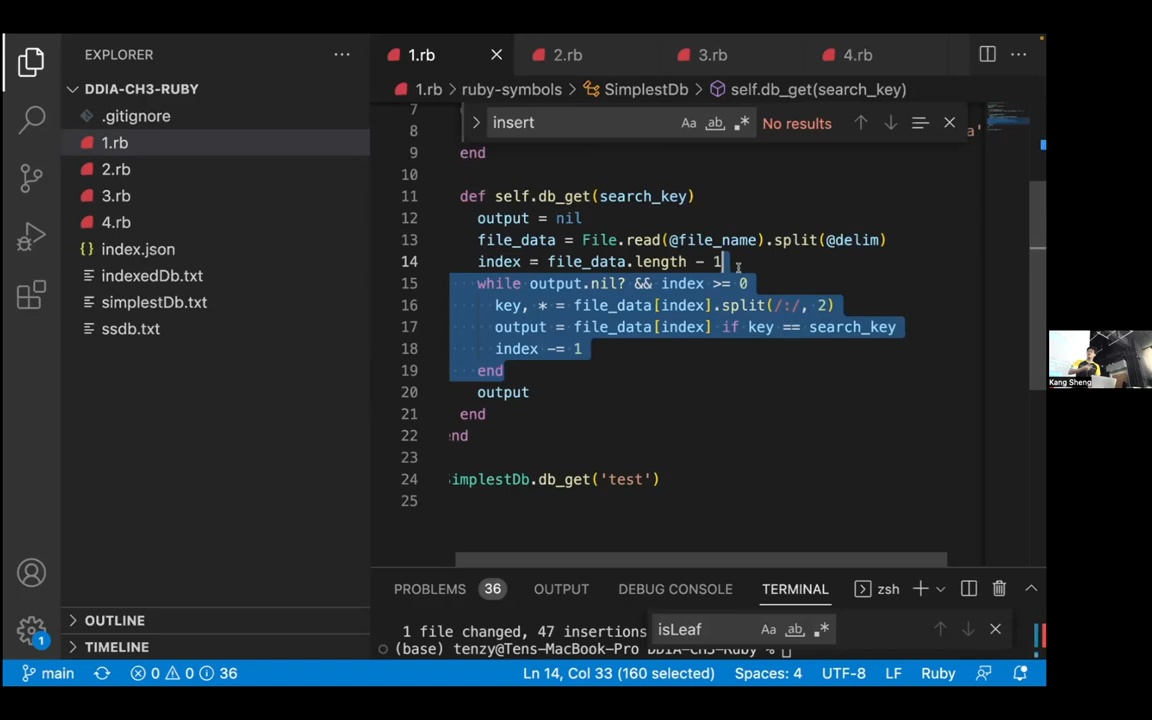 EXPLORER
DDIA-CH3-RUBY
.gitignore
1.rb
2.rb
3.rb
4.rb
index.json
indexedDb.txt
simplestDb.txt
ssdb.txt
OUTLINE
TIMELINE
1.rb 2.rb 3.rb 4.rb
1.rb > ruby-symbols > SimplestDb > self.db_get(search_key)
insert Aa ab .* No results
7
8 a'
9 end
10
11 def self.db_get(search_key)
12 output = nil
13 file_data = File.read(@file_name).split(@delim)
14 index = file_data.length - 1
15 while output.nil? && index >= 0
16 key, * = file_data[index].split(/:/, 2)
17 output = file_data[index] if key == search_key
18 index -= 1
19 end
20 output
21 end
22 end
23
24 SimplestDb.db_get('test')
25
PROBLEMS 36 OUTPUT DEBUG CONSOLE TERMINAL zsh
isLeaf Aa ab .*
1 file changed, 47 insertions
(base) tenzy@Tens-MacBook-Pro DDIA-CH3-Ruby %
1
main 0 0 36 Ln 14, Col 33 (160 selected) Spaces: 4 UTF-8 LF Ruby
Kang Sheng